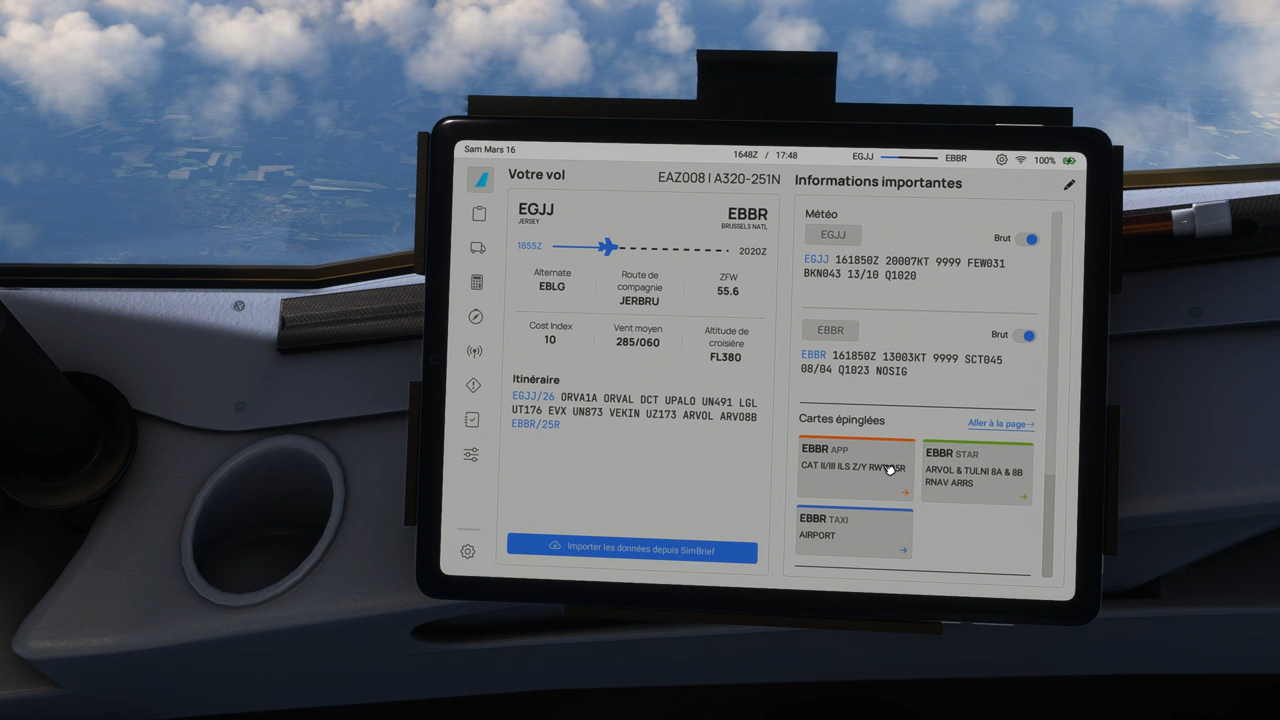 Sam Mars 16
1648Z / 17:48
EGJJ EBBR
100%
Votre vol
EAZ008 | A320-251N
EGJJ
JERSEY
EBBR
BRUSSELS NATL
1855Z
2020Z
Alternate
EBLG
Route de
compagnie
JERBRU
ZFW
55.6
Cost Index
10
Vent moyen
285/060
Altitude de
croisière
FL380
Itinéraire
EGJJ/26 ORVA1A ORVAL DCT UPALO UN491 LGL
UT176 EVX UN873 VEKIN UZ173 ARVOL ARVO8B
EBBR/25R
Importer les données depuis SimBrief
Informations importantes
Météo
EGJJ
Brut
EGJJ 161850Z 20007KT 9999 FEW031
BKN043 13/10 Q1020
EBBR
Brut
EBBR 161850Z 13003KT 9999 SCT045
08/04 Q1023 NOSIG
Cartes épinglées
Aller à la page→
EBBR APP
CAT II/III ILS Z/Y
EBBR STAR
ARVOL & TULNI 8A & 8B
RNAV ARRS
EBBR TAXI
AIRPORT